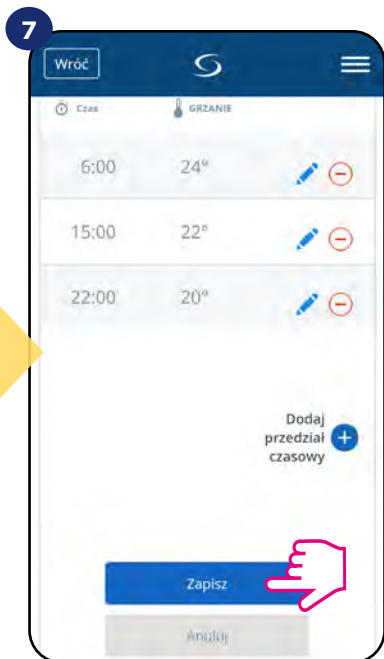 7
Wróć
Czas GRZANIE
6:00 24°
15:00 22°
22:00 20°
Dodaj
przedział
czasowy
Zapisz
Anuluj